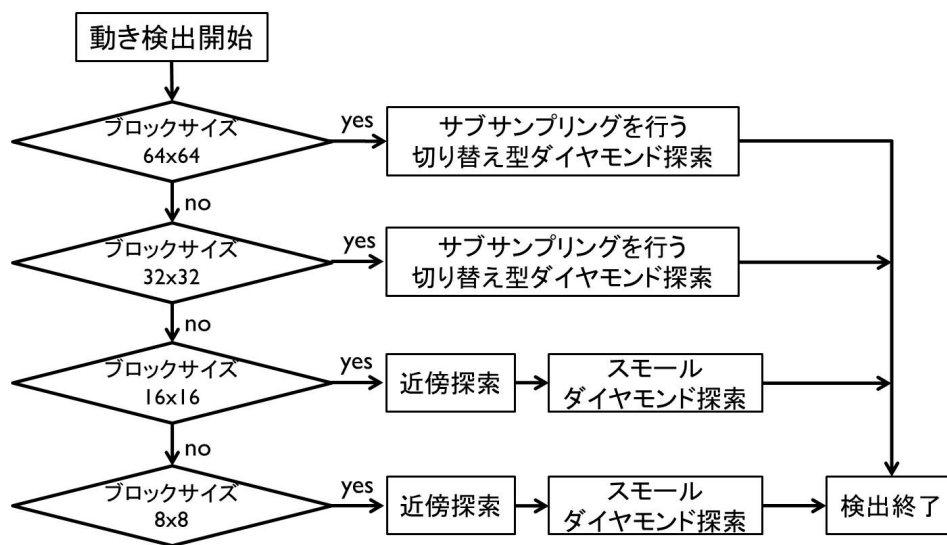 動き検出開始
ブロックサイズ
64x64
yes
サブサンプリングを行う
切り替え型ダイヤモンド探索
no
ブロックサイズ
32x32
yes
サブサンプリングを行う
切り替え型ダイヤモンド探索
no
ブロックサイズ
16x16
yes
近傍探索
スモール
ダイヤモンド探索
no
ブロックサイズ
8x8
yes
近傍探索
スモール
ダイヤモンド探索
検出終了